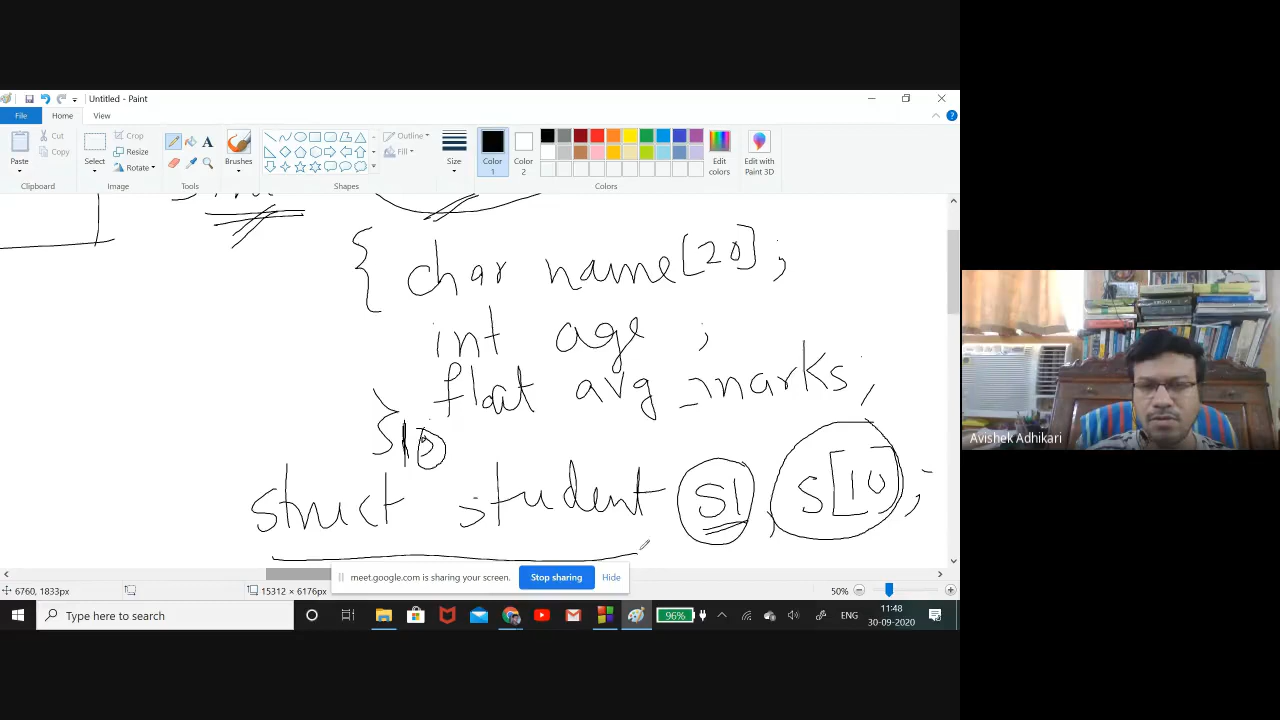 Untitled - Paint
File Home View
Paste
Cut
Copy
Clipboard
Select
Crop
Resize
Rotate
Image
Tools
Brushes
Shapes
Outline
Fill
Size
Color 1
Color 2
Edit colors
Colors
Edit with Paint 3D
{ char name[20];
int age ;
float avg_marks;
struct student S1, S[10];
Avishek Adhikari
meet.google.com is sharing your screen. Stop sharing Hide
6760, 1833px
15312 × 6176px
50%
Type here to search
96%
ENG
11:48
30-09-2020